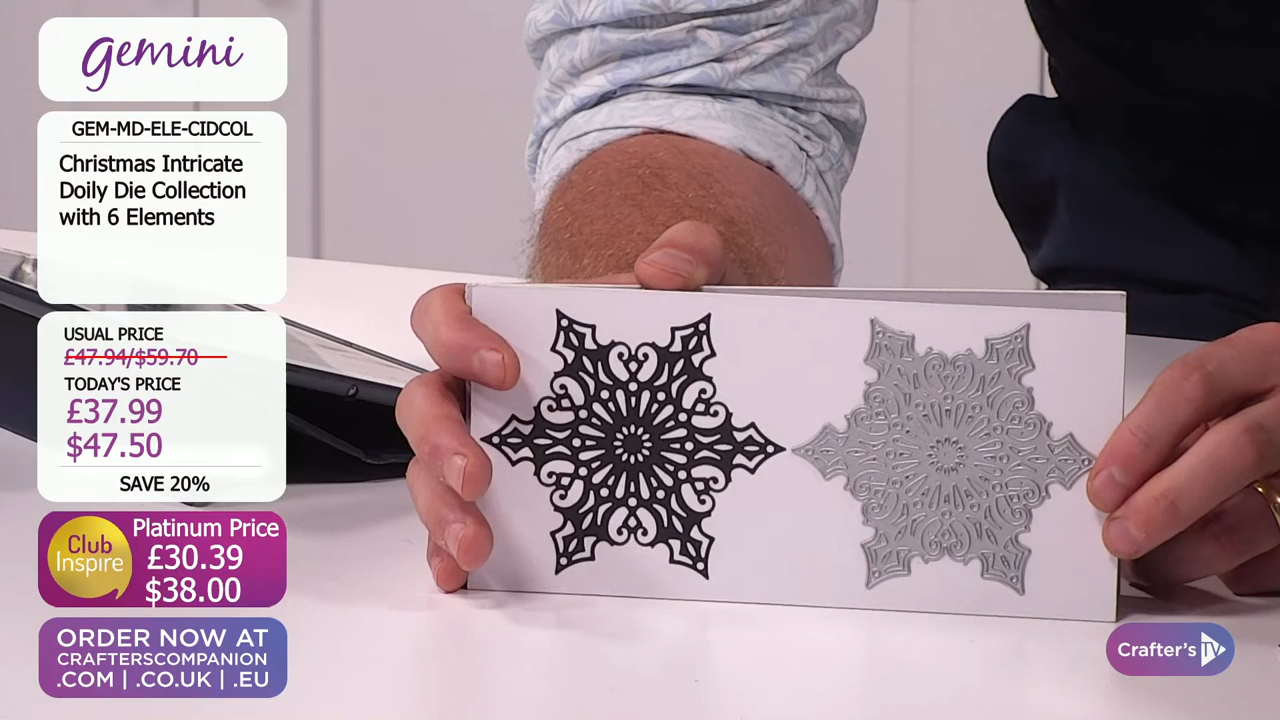 gemini
GEM-MD-ELE-CIDCOL
Christmas Intricate
Doily Die Collection
with 6 Elements
USUAL PRICE
£47.94/$59.70
TODAY'S PRICE
£37.99
$47.50
SAVE 20%
Club
Inspire
Platinum Price
£30.39
$38.00
ORDER NOW AT
CRAFTERSCOMPANION
.COM | .CO.UK | .EU
Crafter's TV